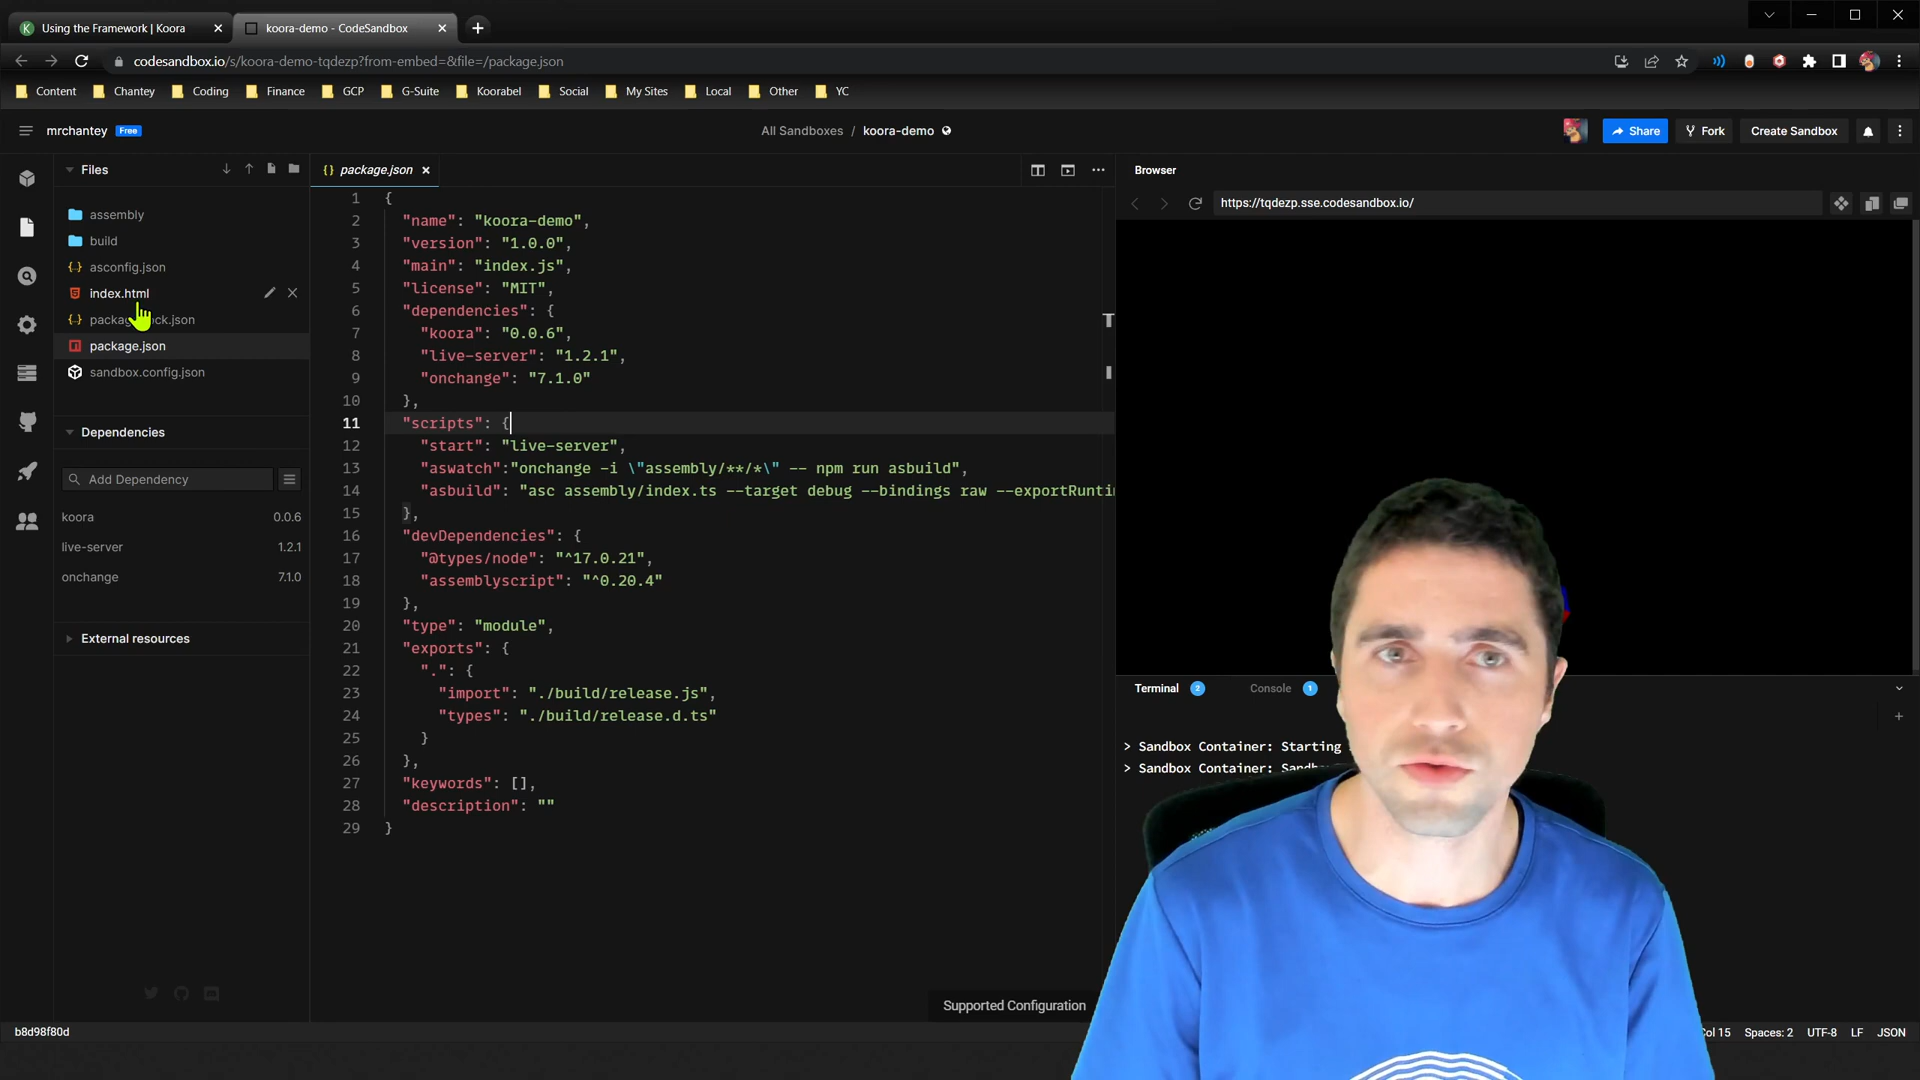 Using the Framework | Koora
koora-demo - CodeSandbox
codesandbox.io/s/koora-demo-tqdezp?from-embed=&file=/package.json
Content Chantey Coding Finance GCP G-Suite Koorabel Social My Sites Local Other YC
mrchantey Free
All Sandboxes / koora-demo
Share Fork Create Sandbox
Files
assembly
build
asconfig.json
index.html
package.json
sandbox.config.json
Dependencies
Add Dependency
koora 0.0.6
live-server 1.2.1
onchange 7.1.0
External resources
package.json
1 {
2 "name": "koora-demo",
3 "version": "1.0.0",
4 "main": "index.js",
5 "license": "MIT",
6 "dependencies": {
7 "koora": "0.0.6",
8 "live-server": "1.2.1",
9 "onchange": "7.1.0"
10 },
11 "scripts": {
12 "start": "live-server",
13 "aswatch":"onchange -i \"assembly/**/*\" -- npm run asbuild",
14 "asbuild": "asc assembly/index.ts --target debug --bindings raw --exportRunti
15 },
16 "devDependencies": {
17 "@types/node": "^17.0.21",
18 "assemblyscript": "^0.20.4"
19 },
20 "type": "module",
21 "exports": {
22 ".": {
23 "import": "./build/release.js",
24 "types": "./build/release.d.ts"
25 }
26 },
27 "keywords": [],
28 "description": ""
29 }
Supported Configuration
Browser
https://tqdezp.sse.codesandbox.io/
Terminal 2 Console 1
> Sandbox Container: Starting
> Sandbox Container:
b8d98f80d
Col 15 Spaces: 2 UTF-8 LF JSON